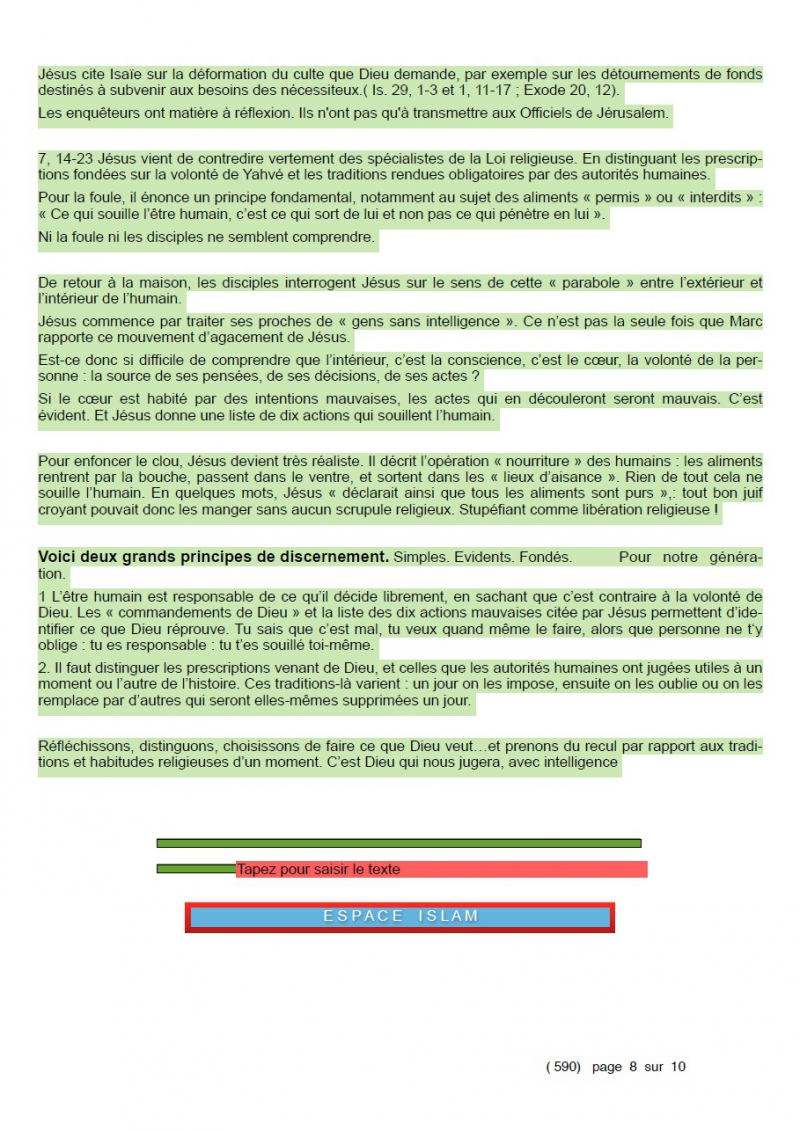 Jésus cite Isaïe sur la déformation du culte que Dieu demande, par exemple sur les détournements de fonds
destinés à subvenir aux besoins des nécessiteux.( Is. 29, 1-3 et 1, 11-17 ; Exode 20, 12).
Les enquêteurs ont matière à réflexion. Ils n'ont pas qu'à transmettre aux Officiels de Jérusalem.
7, 14-23 Jésus vient de contredire vertement des spécialistes de la Loi religieuse. En distinguant les prescrip-
tions fondées sur la volonté de Yahvé et les traditions rendues obligatoires par des autorités humaines.
Pour la foule, il énonce un principe fondamental, notamment au sujet des aliments « permis » ou « interdits » :
« Ce qui souille l'être humain, c'est ce qui sort de lui et non pas ce qui pénètre en lui ».
Ni la foule ni les disciples ne semblent comprendre.
De retour à la maison, les disciples interrogent Jésus sur le sens de cette « parabole » entre l'extérieur et
l'intérieur de l'humain.
Jésus commence par traiter ses proches de « gens sans intelligence ». Ce n'est pas la seule fois que Marc
rapporte ce mouvement d'agacement de Jésus.
Est-ce donc si difficile de comprendre que l'intérieur, c'est la conscience, c'est le cœur, la volonté de la per-
sonne : la source de ses pensées, de ses décisions, de ses actes ?
Si le cœur est habité par des intentions mauvaises, les actes qui en découleront seront mauvais. C'est
évident. Et Jésus donne une liste de dix actions qui souillent l'humain.
Pour enfoncer le clou, Jésus devient très réaliste. Il décrit l'opération « nourriture » des humains : les aliments
rentrent par la bouche, passent dans le ventre, et sortent dans les « lieux d'aisance ». Rien de tout cela ne
souille l'humain. En quelques mots, Jésus « déclarait ainsi que tous les aliments sont purs »,: tout bon juif
croyant pouvait donc les manger sans aucun scrupule religieux. Stupéfiant comme libération religieuse !
Voici deux grands principes de discernement. Simples. Evidents. Fondés. Pour notre généra-
tion.
1 L'être humain est responsable de ce qu'il décide librement, en sachant que c'est contraire à la volonté de
Dieu. Les « commandements de Dieu » et la liste des dix actions mauvaises citée par Jésus permettent d'ide-
ntifier ce que Dieu réprouve. Tu sais que c'est mal, tu veux quand même le faire, alors que personne ne t'y
oblige : tu es responsable : tu t'es souillé toi-même.
2. Il faut distinguer les prescriptions venant de Dieu, et celles que les autorités humaines ont jugées utiles à un
moment ou l'autre de l'histoire. Ces traditions-là varient : un jour on les impose, ensuite on les oublie ou on les
remplace par d'autres qui seront elles-mêmes supprimées un jour.
Réfléchissons, distinguons, choisissons de faire ce que Dieu veut…et prenons du recul par rapport aux tradi-
tions et habitudes religieuses d'un moment. C'est Dieu qui nous jugera, avec intelligence
Tapez pour saisir le texte
ESPACE ISLAM
( 590) page 8 sur 10